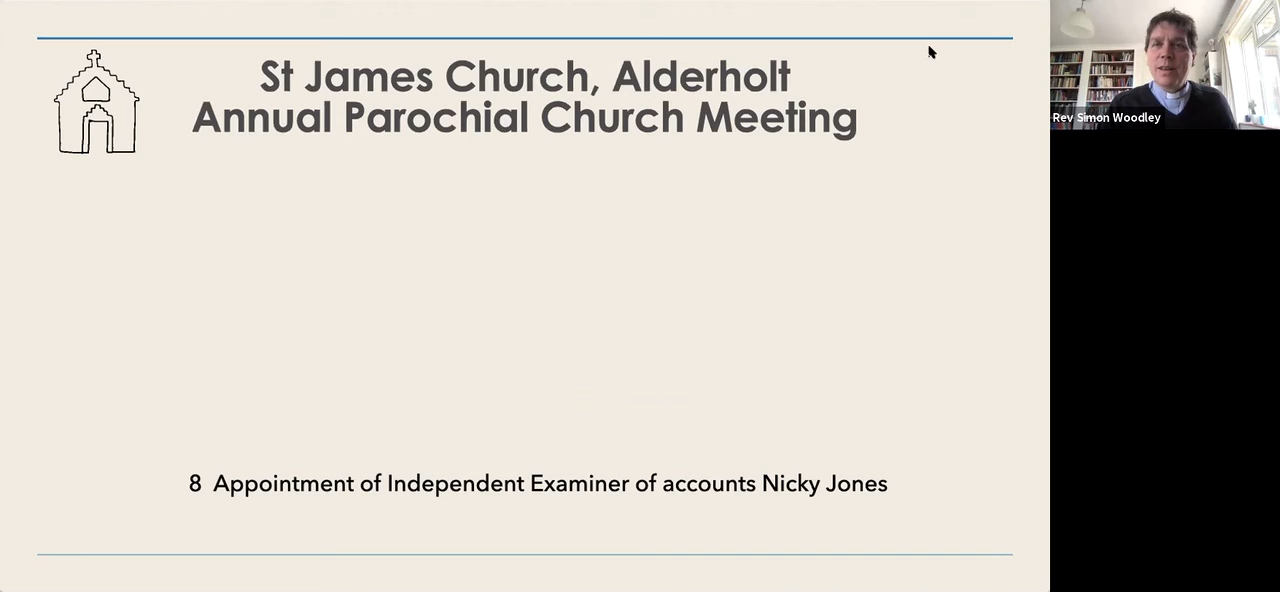 St James Church, Alderholt
Annual Parochial Church Meeting
Rev Simon Woodley
8 Appointment of Independent Examiner of accounts Nicky Jones